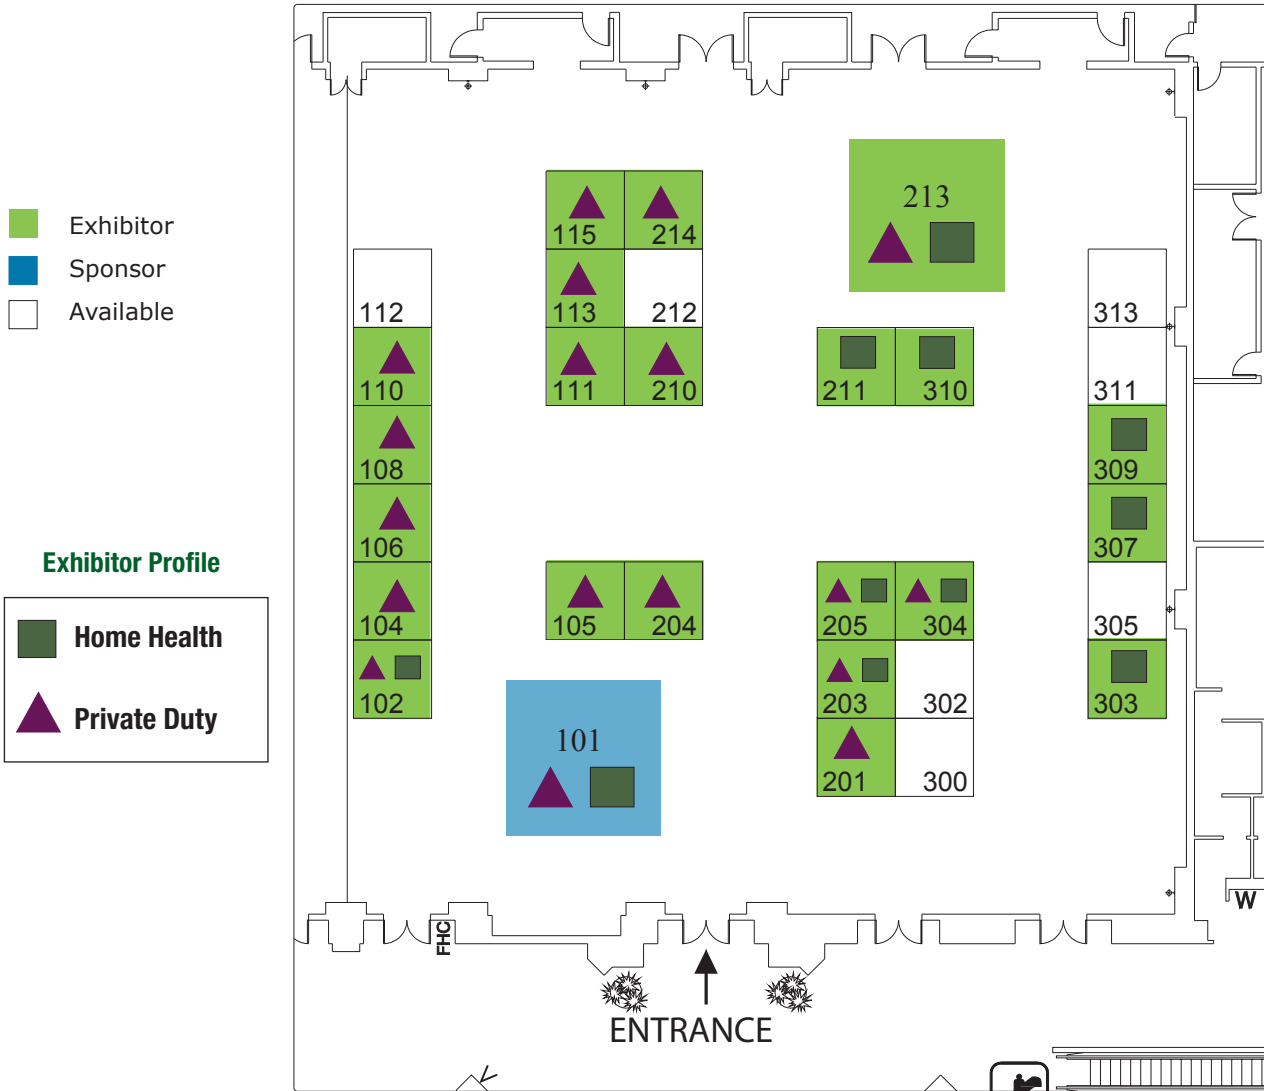 Exhibitor
Sponsor
Available
Exhibitor Profile
Home Health
Private Duty
213
115 214
112 113 212 313
110 111 210 211 310 311
108 309
106 307
104 105 204 205 304 305
102 203 302 303
101
201 300
FHC
W
ENTRANCE